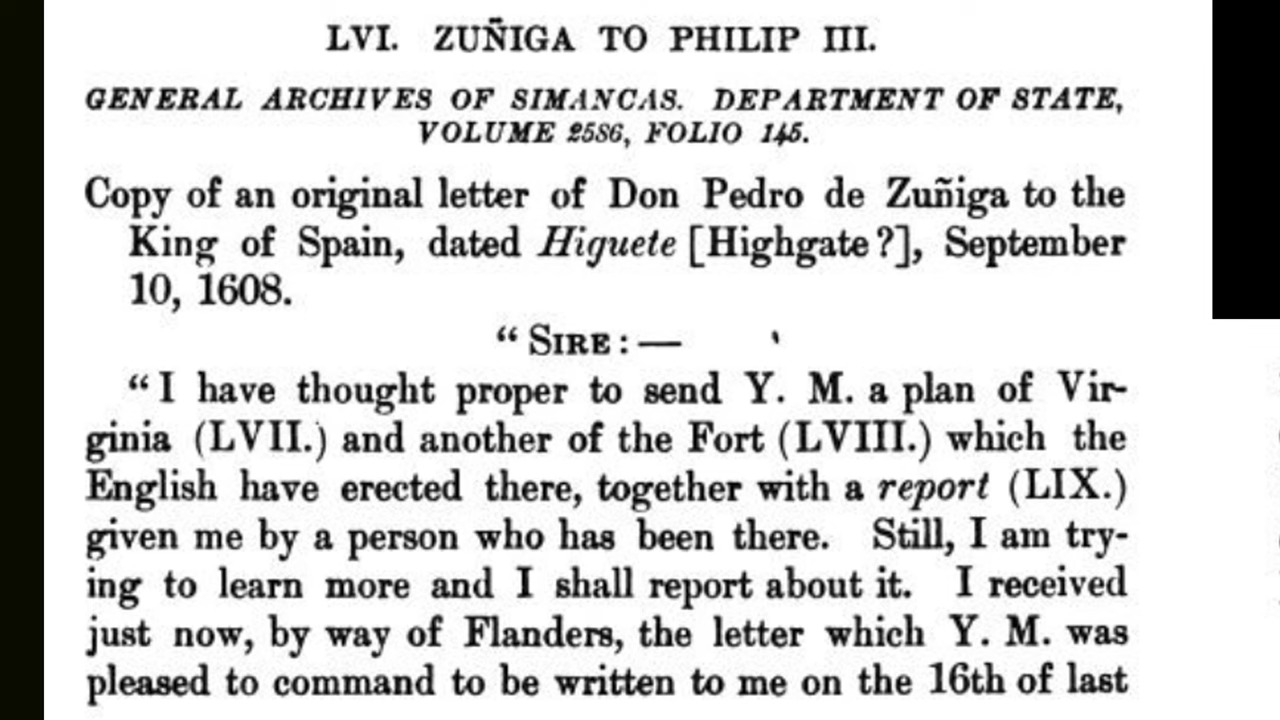 LVI. ZUÑIGA TO PHILIP III.
GENERAL ARCHIVES OF SIMANCAS. DEPARTMENT OF STATE,
VOLUME 2586, FOLIO 145.
Copy of an original letter of Don Pedro de Zuñiga to the
King of Spain, dated Higuete [Highgate?], September
10, 1608.
“SIRE:—
“I have thought proper to send Y. M. a plan of Vir-
ginia (LVII.) and another of the Fort (LVIII.) which the
English have erected there, together with a report (LIX.)
given me by a person who has been there. Still, I am try-
ing to learn more and I shall report about it. I received
just now, by way of Flanders, the letter which Y. M. was
pleased to command to be written to me on the 16th of last